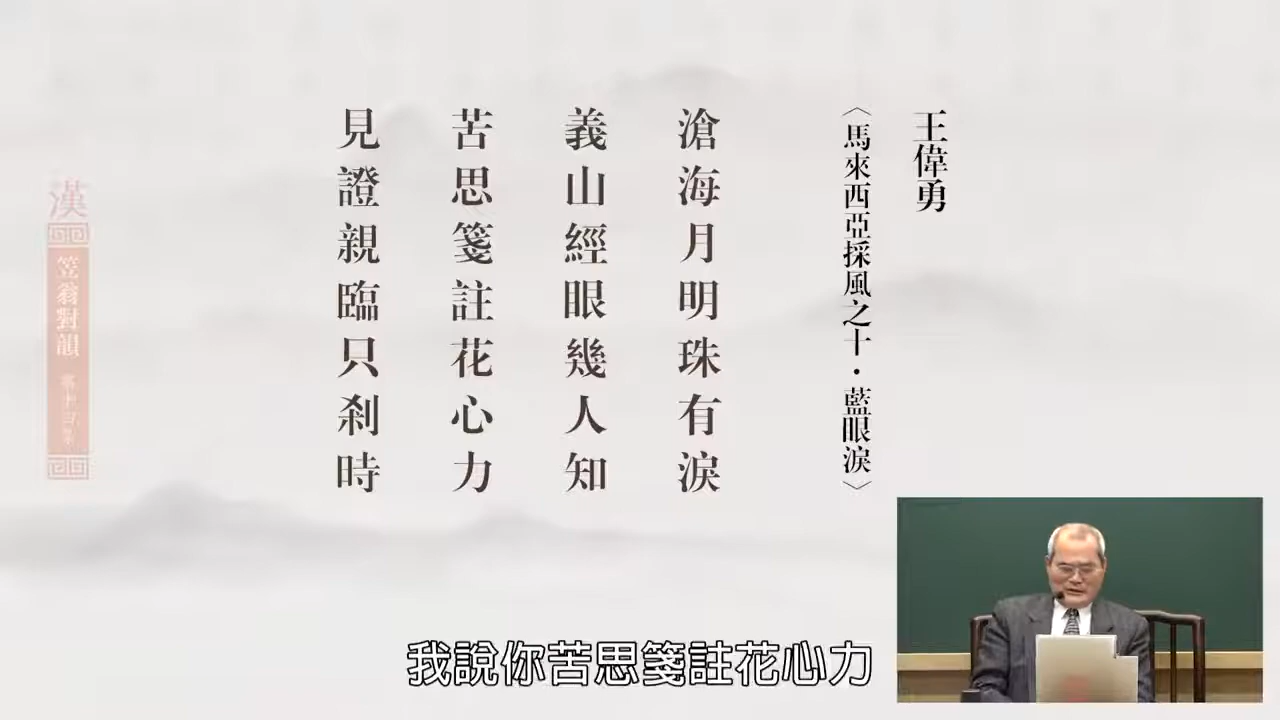 王偉勇
〈馬來西亞採風之十·藍眼淚〉
滄海月明珠有淚
義山經眼幾人知
苦思箋註花心力
見證親臨只剎時
漢
笠翁對韻
我說你苦思箋註花心力